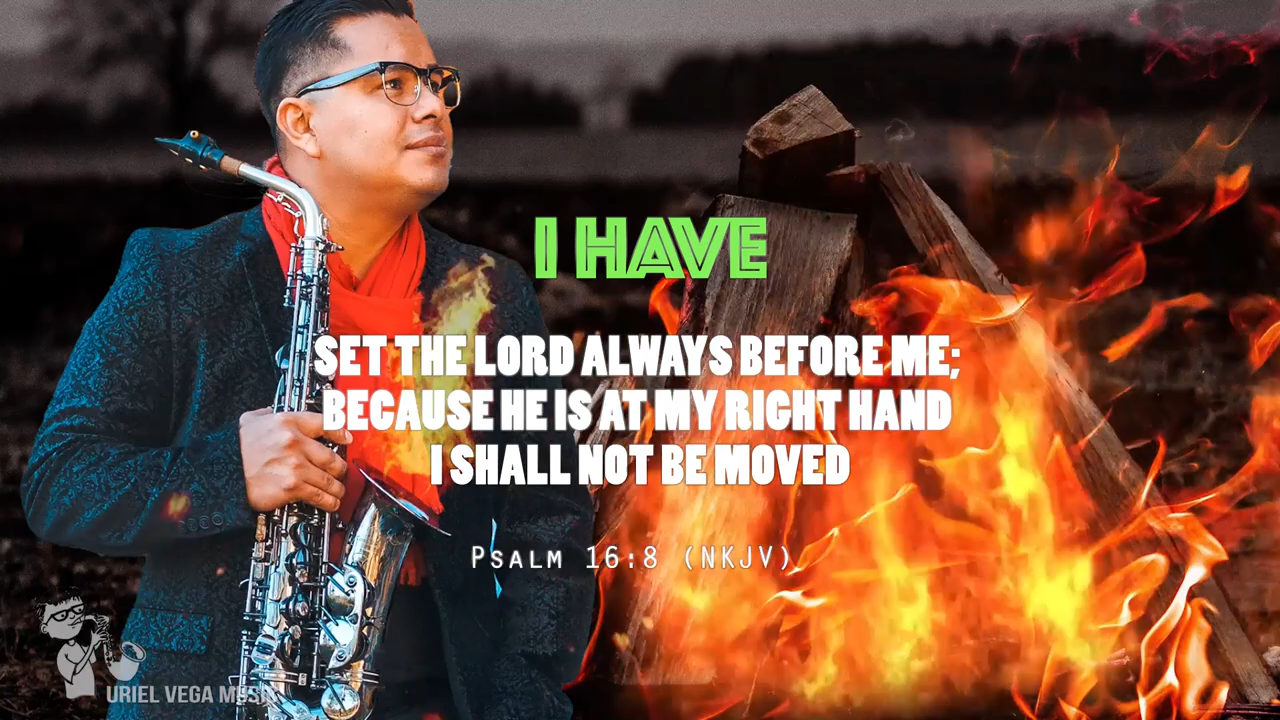 I HAVE
SET THE LORD ALWAYS BEFORE ME;
BECAUSE HE IS AT MY RIGHT HAND
I SHALL NOT BE MOVED
Psalm 16:8 (NKJV)
URIEL VEGA MUSIC